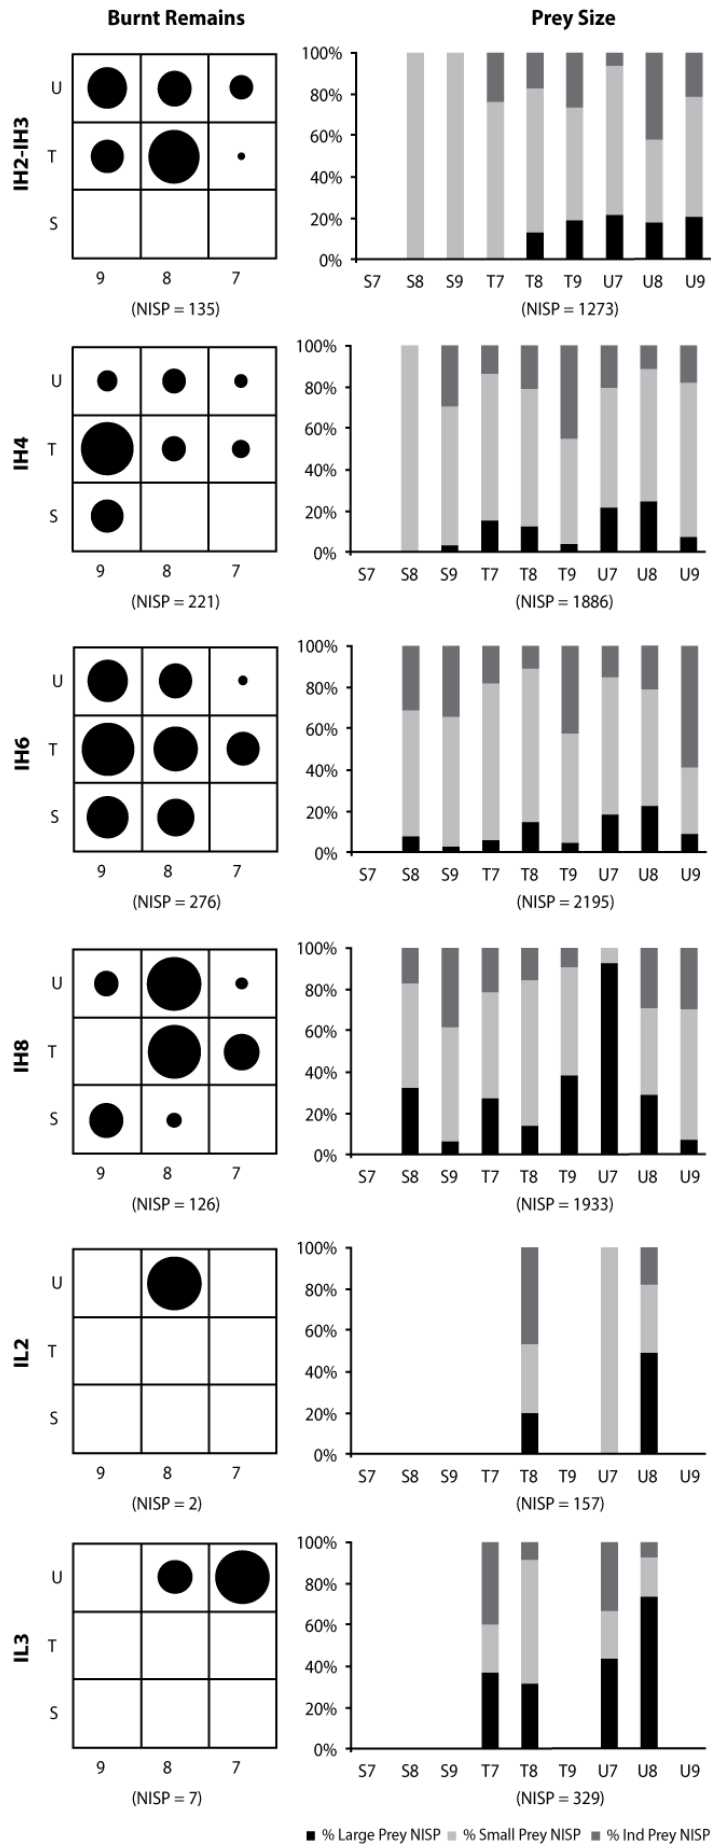 Burnt Remains
Prey Size
IH2-IH3
U
T
S
9 8 7
(NISP = 135)
100%
80%
60%
40%
20%
0%
S7 S8 S9 T7 T8 T9 U7 U8 U9
(NISP = 1273)
IH4
U
T
S
9 8 7
(NISP = 221)
100%
80%
60%
40%
20%
0%
S7 S8 S9 T7 T8 T9 U7 U8 U9
(NISP = 1886)
IH6
U
T
S
9 8 7
(NISP = 276)
100%
80%
60%
40%
20%
0%
S7 S8 S9 T7 T8 T9 U7 U8 U9
(NISP = 2195)
IH8
U
T
S
9 8 7
(NISP = 126)
100%
80%
60%
40%
20%
0%
S7 S8 S9 T7 T8 T9 U7 U8 U9
(NISP = 1933)
IL2
U
T
S
9 8 7
(NISP = 2)
100%
80%
60%
40%
20%
0%
S7 S8 S9 T7 T8 T9 U7 U8 U9
(NISP = 157)
IL3
U
T
S
9 8 7
(NISP = 7)
100%
80%
60%
40%
20%
0%
S7 S8 S9 T7 T8 T9 U7 U8 U9
(NISP = 329)
% Large Prey NISP % Small Prey NISP % Ind Prey NISP